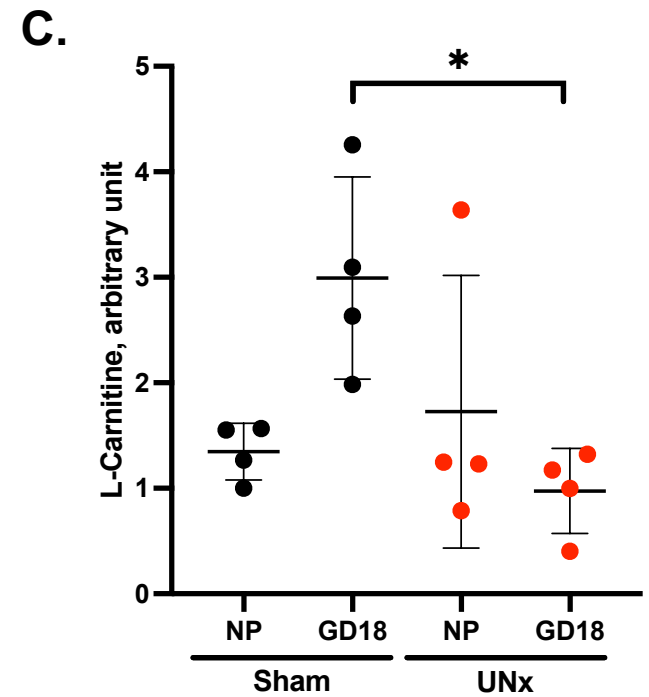 C.
L-Carnitine, arbitrary unit
5
4
3
2
1
0
*
NP GD18 NP GD18
Sham UNx